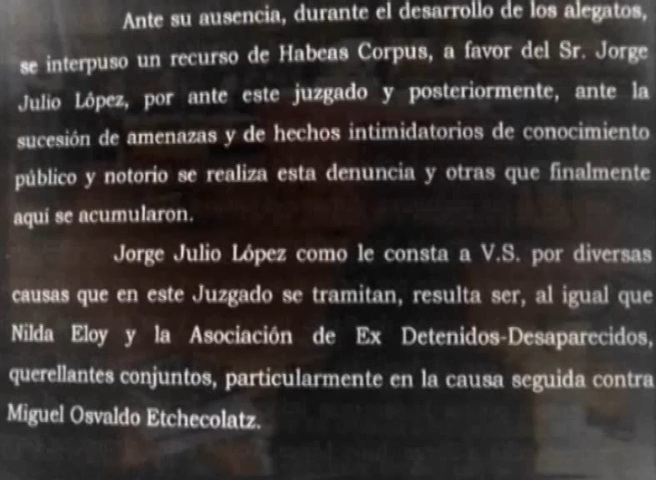 Ante su ausencia, durante el desarrollo de los alegatos,
se interpuso un recurso de Habeas Corpus, a favor del Sr. Jorge
Julio López, por ante este juzgado y posteriormente, ante la
sucesión de amenazas y de hechos intimidatorios de conocimiento
público y notorio se realiza esta denuncia y otras que finalmente
aquí se acumularon.
Jorge Julio López como le consta a V.S. por diversas
causas que en este Juzgado se tramitan, resulta ser, al igual que
Nilda Eloy y la Asociación de Ex Detenidos-Desaparecidos,
querellantes conjuntos, particularmente en la causa seguida contra
Miguel Osvaldo Etchecolatz.